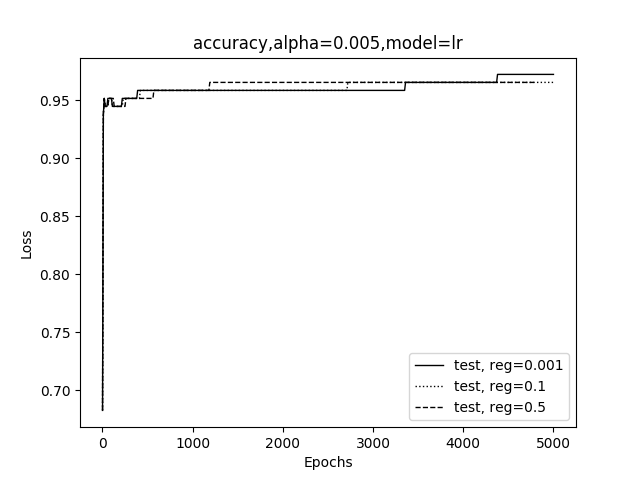 accuracy,alpha=0.005,model=lr
0.95
0.90
0.85
0.80
0.75
0.70
Loss
test, reg=0.001
test, reg=0.1
test, reg=0.5
0 1000 2000 3000 4000 5000
Epochs